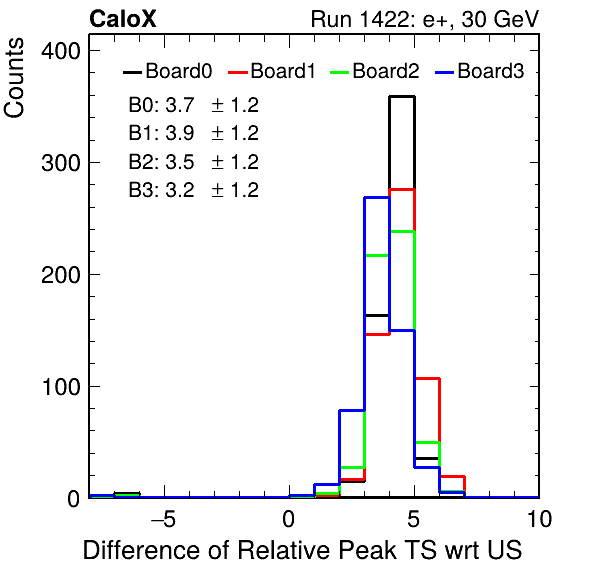 CaloX Run 1422: e+, 30 GeV
Counts
400
300
200
100
0
Board0 Board1 Board2 Board3
B0: 3.7 ± 1.2
B1: 3.9 ± 1.2
B2: 3.5 ± 1.2
B3: 3.2 ± 1.2
−5 0 5 10
Difference of Relative Peak TS wrt US